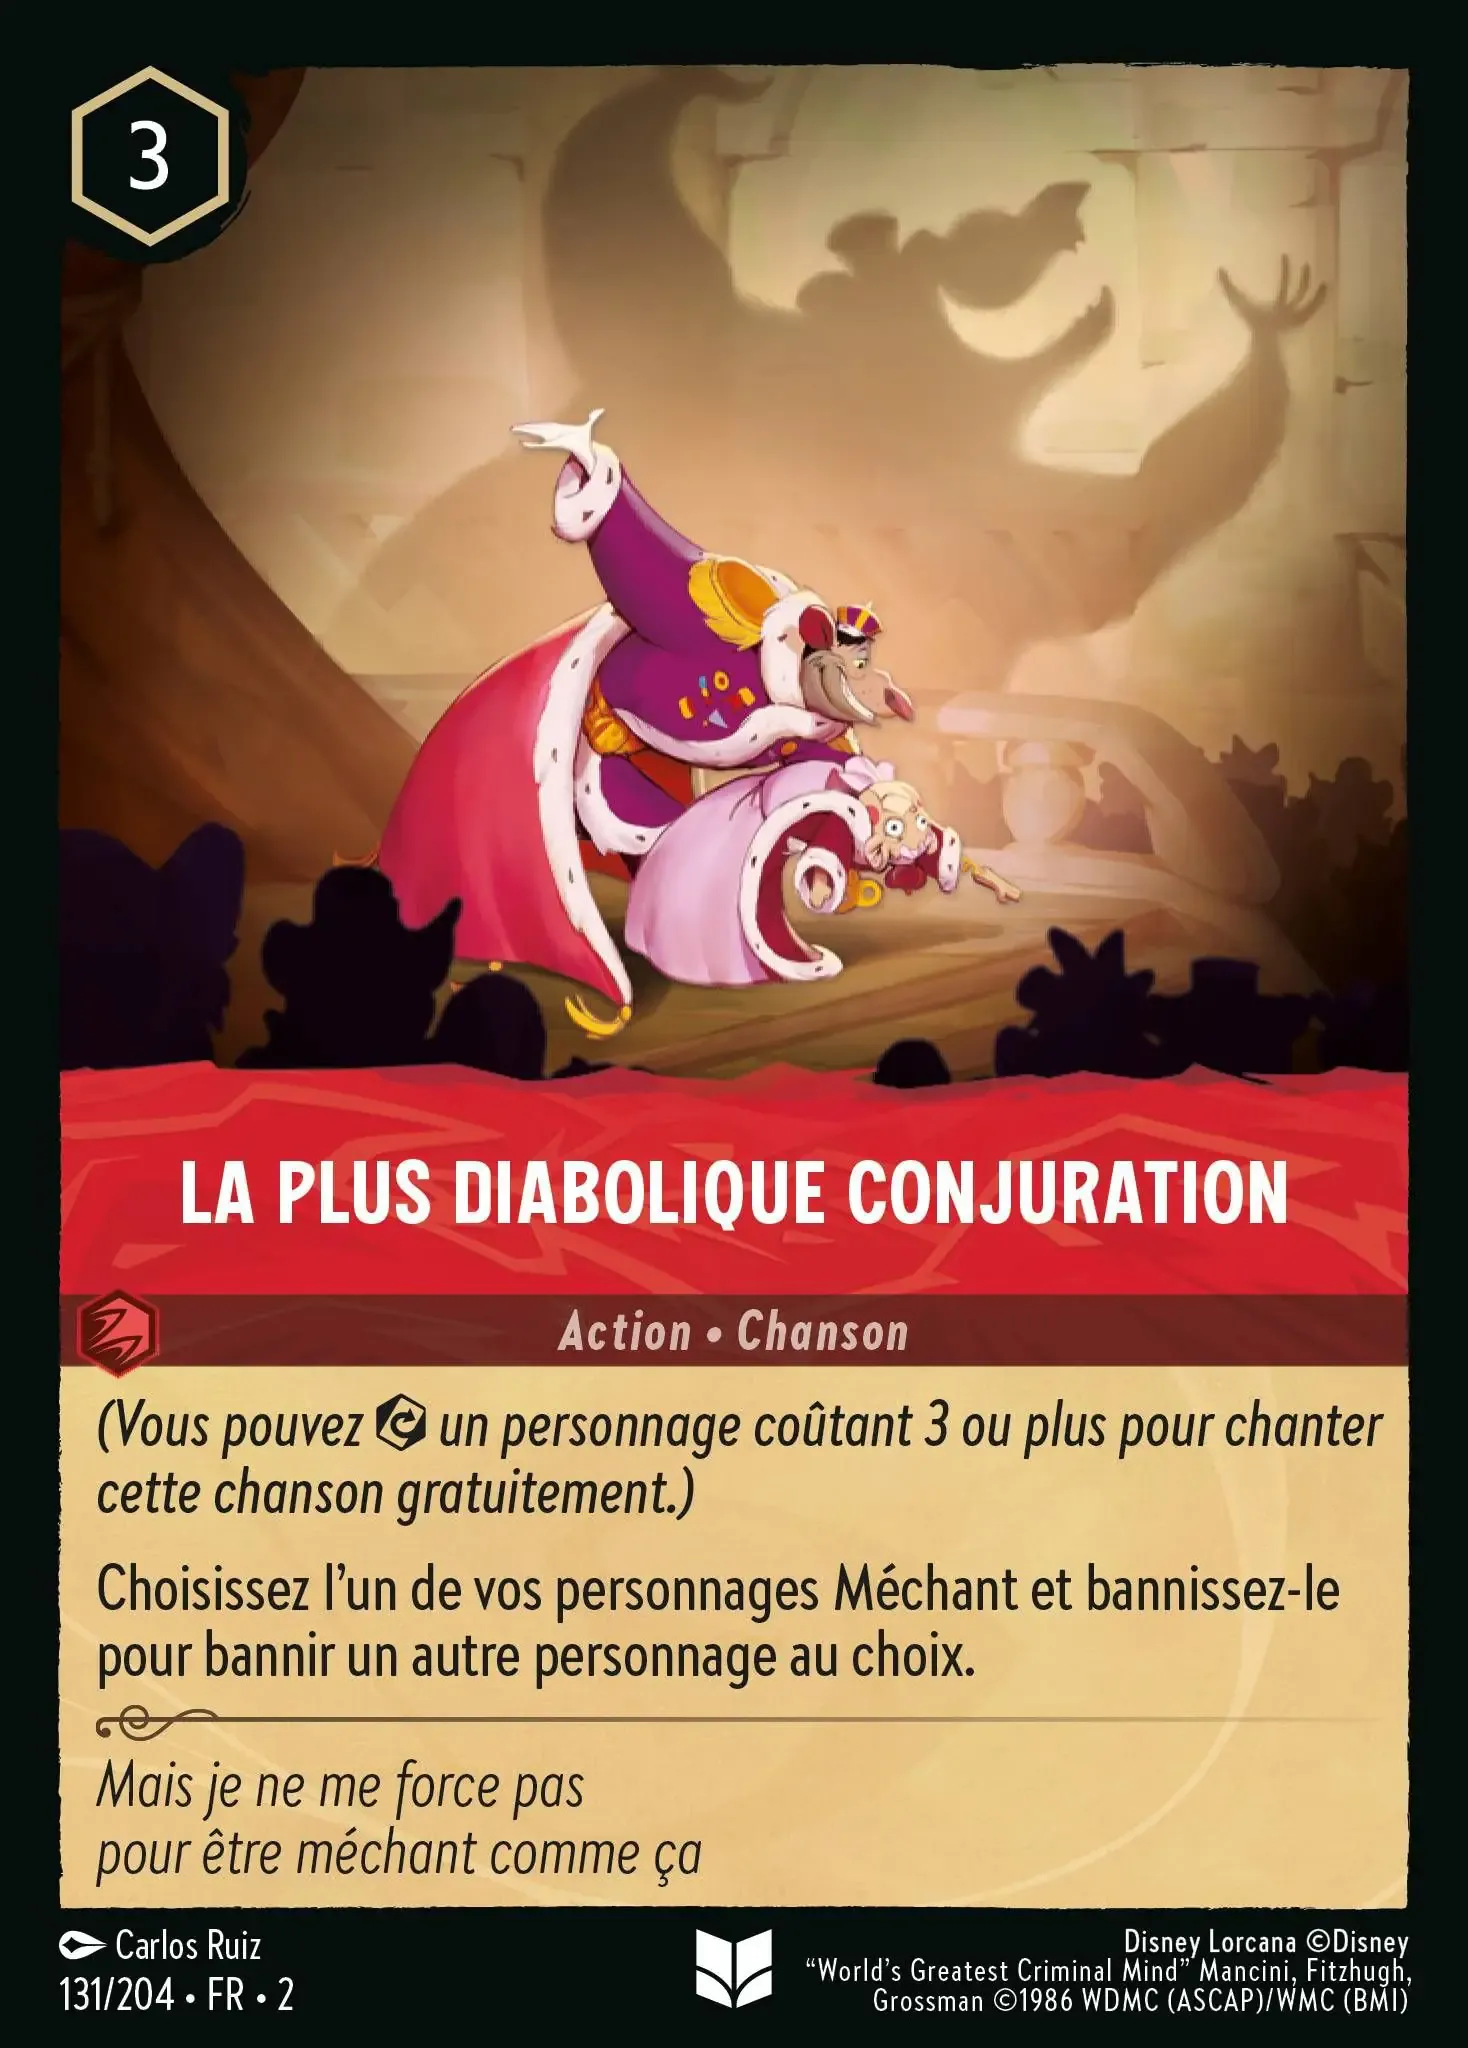 3
LA PLUS DIABOLIQUE CONJURATION
Action • Chanson
(Vous pouvez un personnage coûtant 3 ou plus pour chanter
cette chanson gratuitement.)
Choisissez l’un de vos personnages Méchant et bannissez-le
pour bannir un autre personnage au choix.
Mais je ne me force pas
pour être méchant comme ça
Carlos Ruiz
131/204 • FR • 2
Disney Lorcana ©Disney
“World’s Greatest Criminal Mind” Mancini, Fitzhugh,
Grossman ©1986 WDMC (ASCAP)/WMC (BMI)